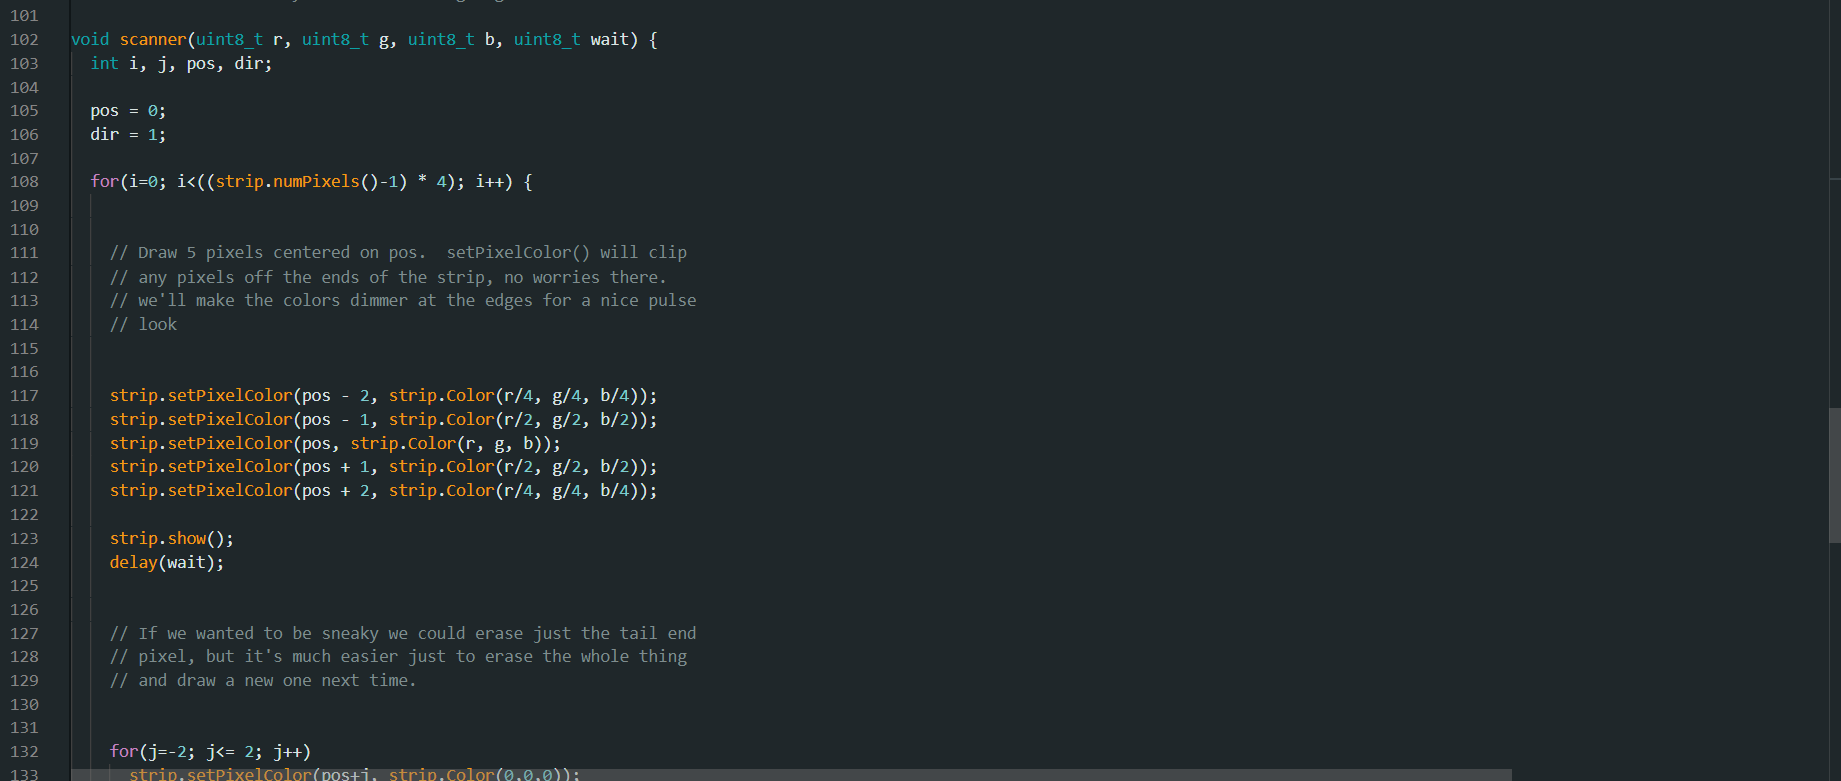 101
102 void scanner(uint8_t r, uint8_t g, uint8_t b, uint8_t wait) {
103 int i, j, pos, dir;
104
105 pos = 0;
106 dir = 1;
107
108 for(i=0; i<((strip.numPixels()-1) * 4); i++) {
109
110
111 // Draw 5 pixels centered on pos.  setPixelColor() will clip
112 // any pixels off the ends of the strip, no worries there.
113 // we'll make the colors dimmer at the edges for a nice pulse
114 // look
115
116
117 strip.setPixelColor(pos - 2, strip.Color(r/4, g/4, b/4));
118 strip.setPixelColor(pos - 1, strip.Color(r/2, g/2, b/2));
119 strip.setPixelColor(pos, strip.Color(r, g, b));
120 strip.setPixelColor(pos + 1, strip.Color(r/2, g/2, b/2));
121 strip.setPixelColor(pos + 2, strip.Color(r/4, g/4, b/4));
122
123 strip.show();
124 delay(wait);
125
126
127 // If we wanted to be sneaky we could erase just the tail end
128 // pixel, but it's much easier just to erase the whole thing
129 // and draw a new one next time.
130
131
132 for(j=-2; j<= 2; j++)
133 strip.setPixelColor(pos+j, strip.Color(0,0,0));